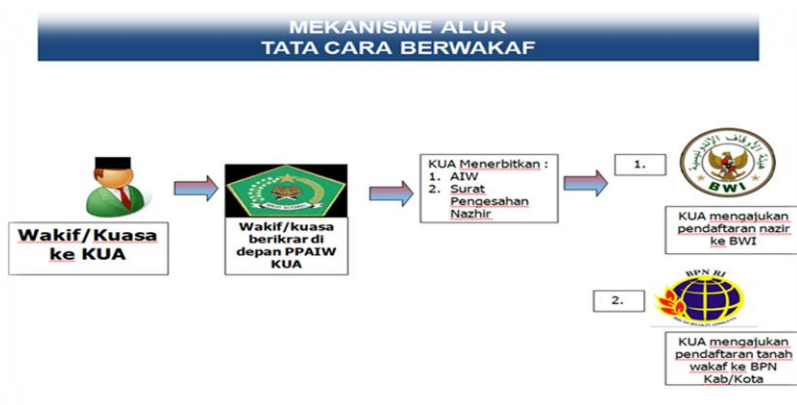 MEKANISME ALUR
TATA CARA BERWAKAF
Wakif/Kuasa
ke KUA
Wakif/kuasa
berikrar di
depan PPAIW
KUA
KUA Menerbitkan :
1. AIW
2. Surat
Pengesahan
Nazhir
1.
BWI
KUA mengajukan
pendaftaran nazir
ke BWI
2.
BPN RI
KUA mengajukan
pendaftaran tanah
wakaf ke BPN
Kab/Kota